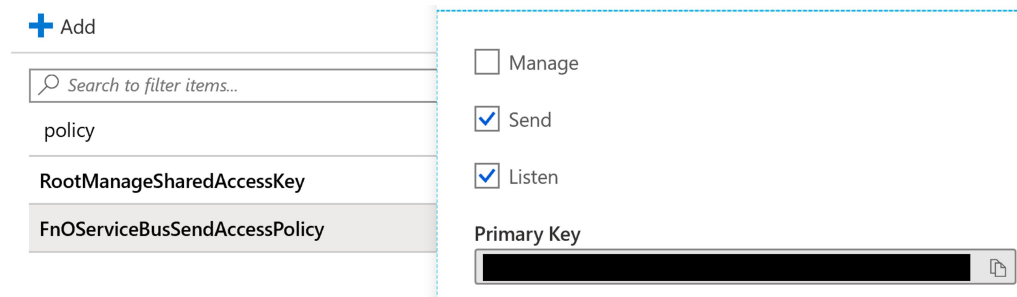 Add
Search to filter items...
policy
RootManageSharedAccessKey
FnOServiceBusSendAccessPolicy
Manage
Send
Listen
Primary Key